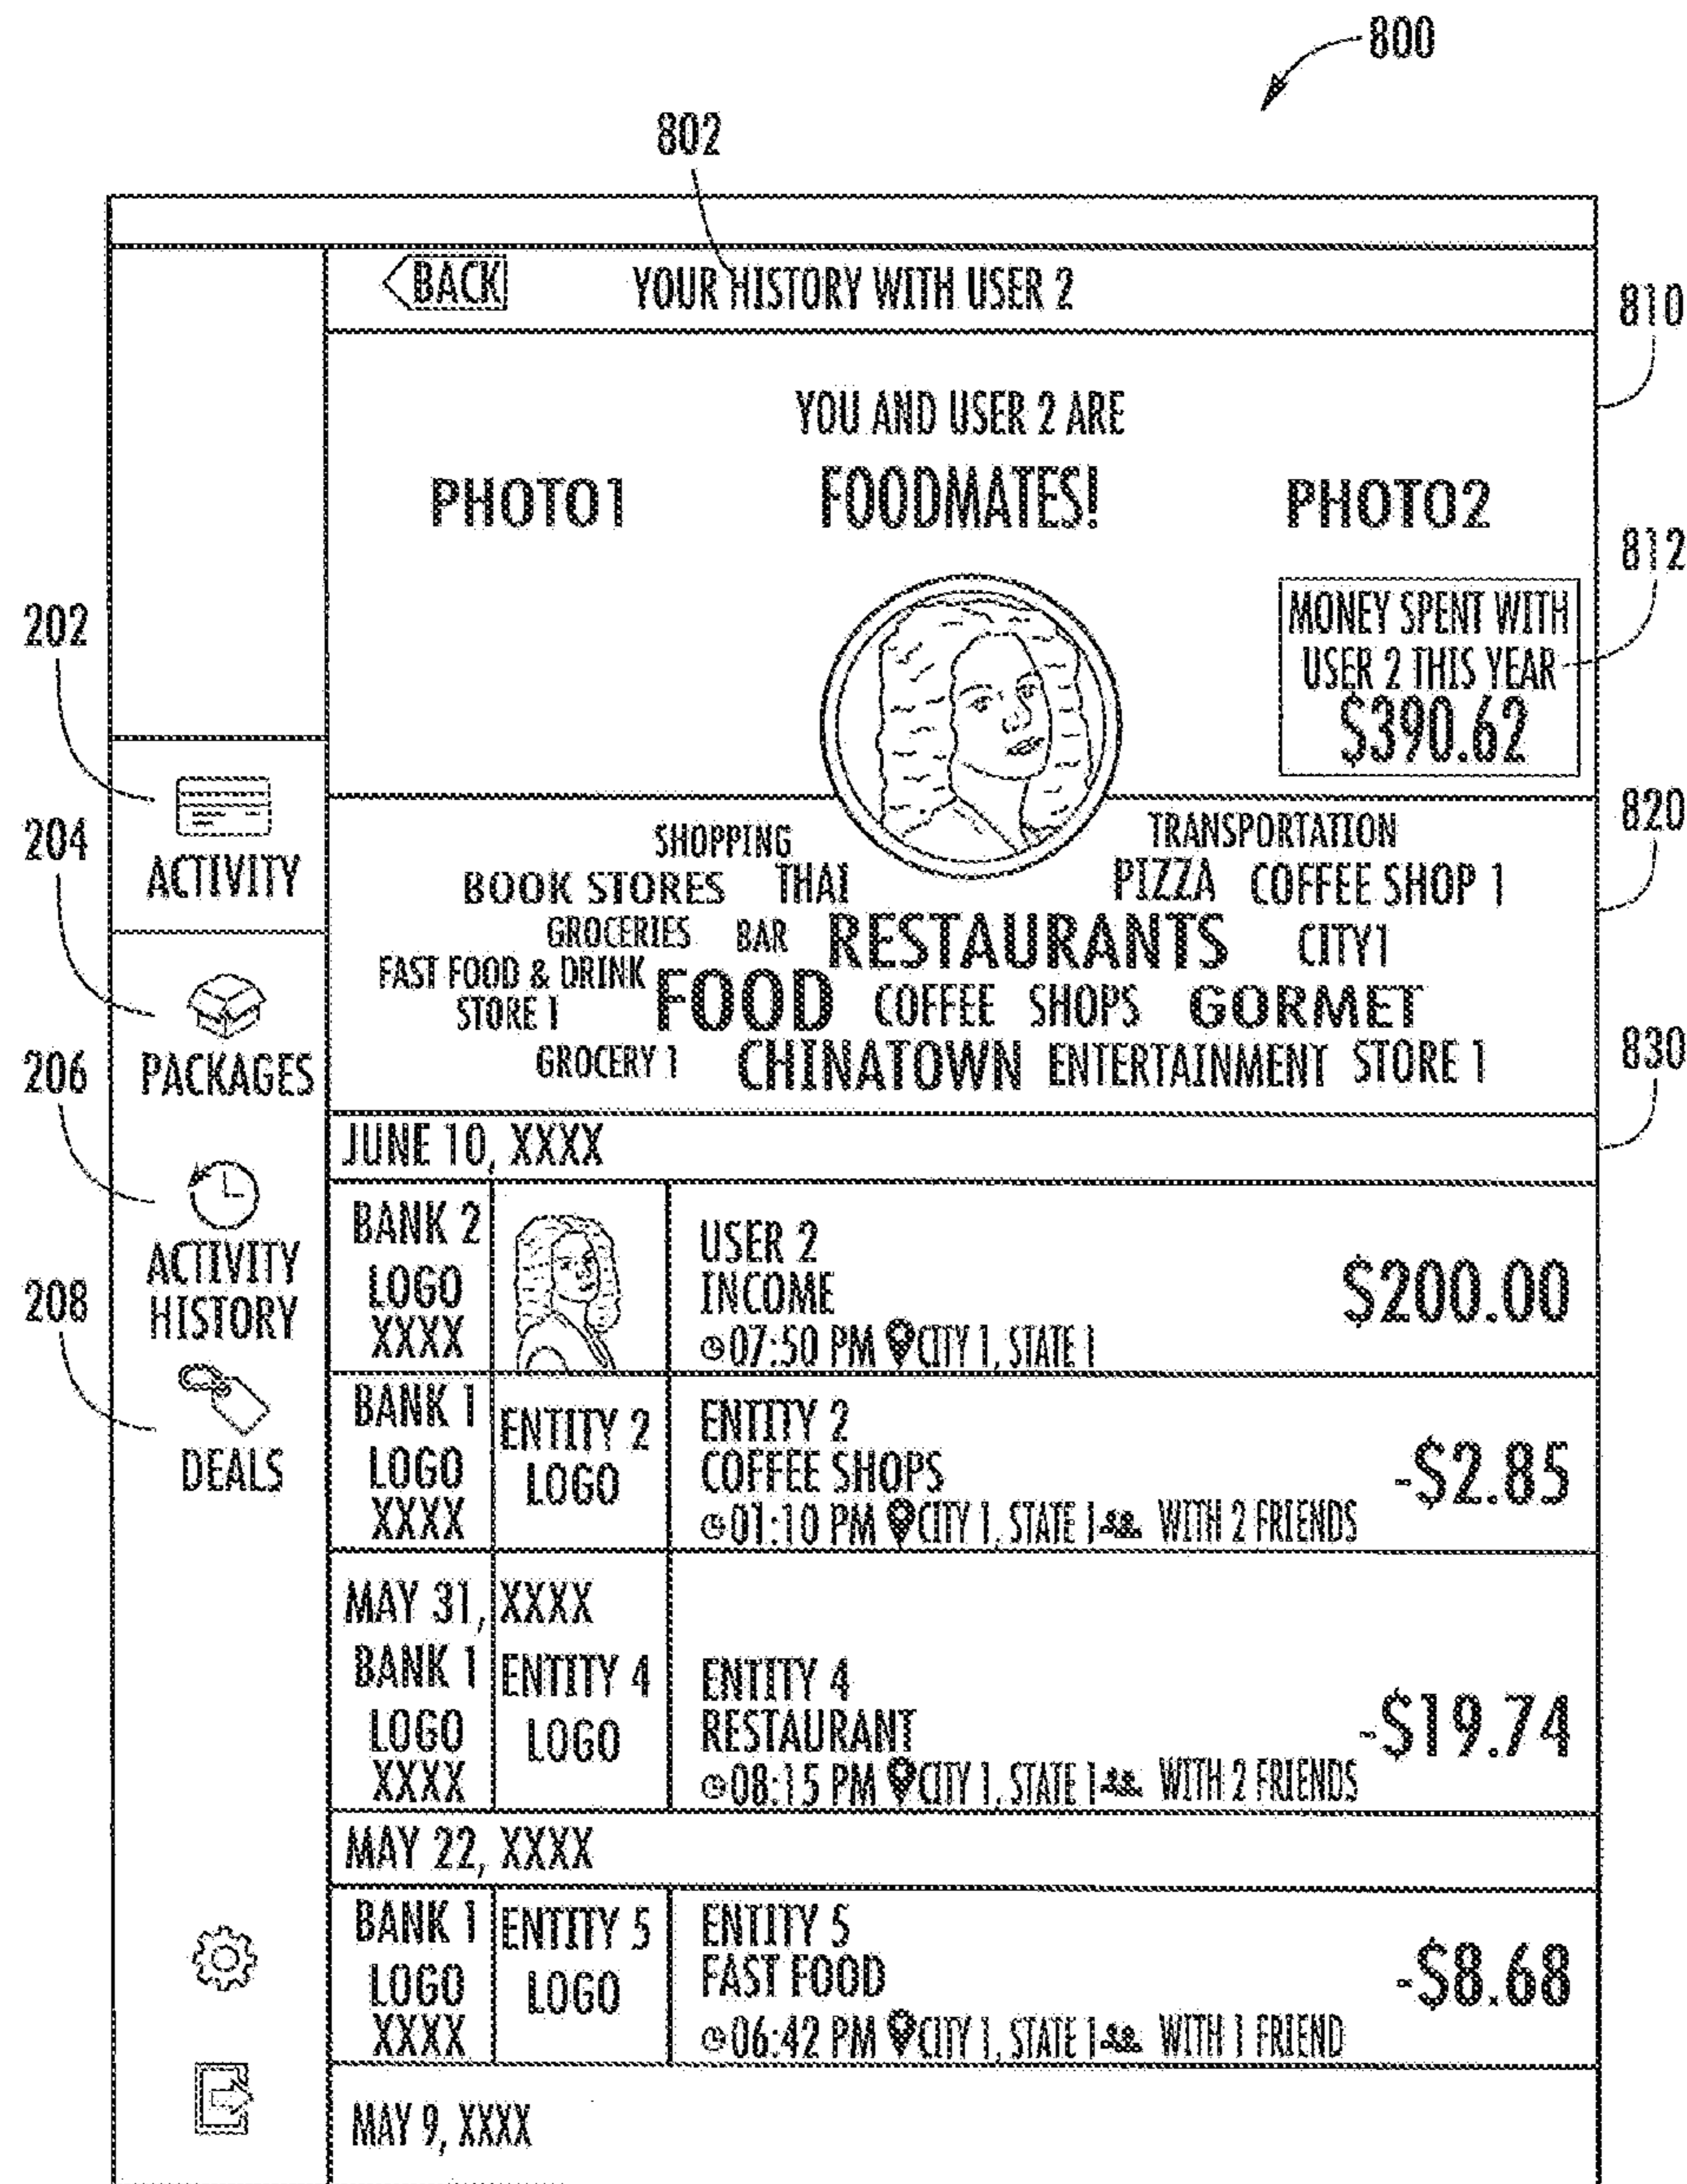 800
802
BACK YOUR HISTORY WITH USER 2
810
YOU AND USER 2 ARE
PHOTO1 FOODMATES! PHOTO2
812
MONEY SPENT WITH
USER 2 THIS YEAR
$390.62
202
ACTIVITY
204
PACKAGES
206
ACTIVITY
HISTORY
208
DEALS
820
SHOPPING TRANSPORTATION
BOOK STORES THAI PIZZA COFFEE SHOP 1
GROCERIES BAR RESTAURANTS CITY1
FAST FOOD & DRINK
STORE 1 FOOD COFFEE SHOPS GORMET
GROCERY 1 CHINATOWN ENTERTAINMENT STORE 1
830
JUNE 10, XXXX
BANK 2
LOGO
XXXX
USER 2
INCOME
07:50 PM CITY 1, STATE 1
$200.00
BANK 1
LOGO
XXXX
ENTITY 2
LOGO
ENTITY 2
COFFEE SHOPS
01:10 PM CITY 1, STATE 1 WITH 2 FRIENDS
-$2.85
MAY 31, XXXX
BANK 1
LOGO
XXXX
ENTITY 4
LOGO
ENTITY 4
RESTAURANT
08:15 PM CITY 1, STATE 1 WITH 2 FRIENDS
-$19.74
MAY 22, XXXX
BANK 1
LOGO
XXXX
ENTITY 5
LOGO
ENTITY 5
FAST FOOD
06:42 PM CITY 1, STATE 1 WITH 1 FRIEND
-$8.68
MAY 9, XXXX